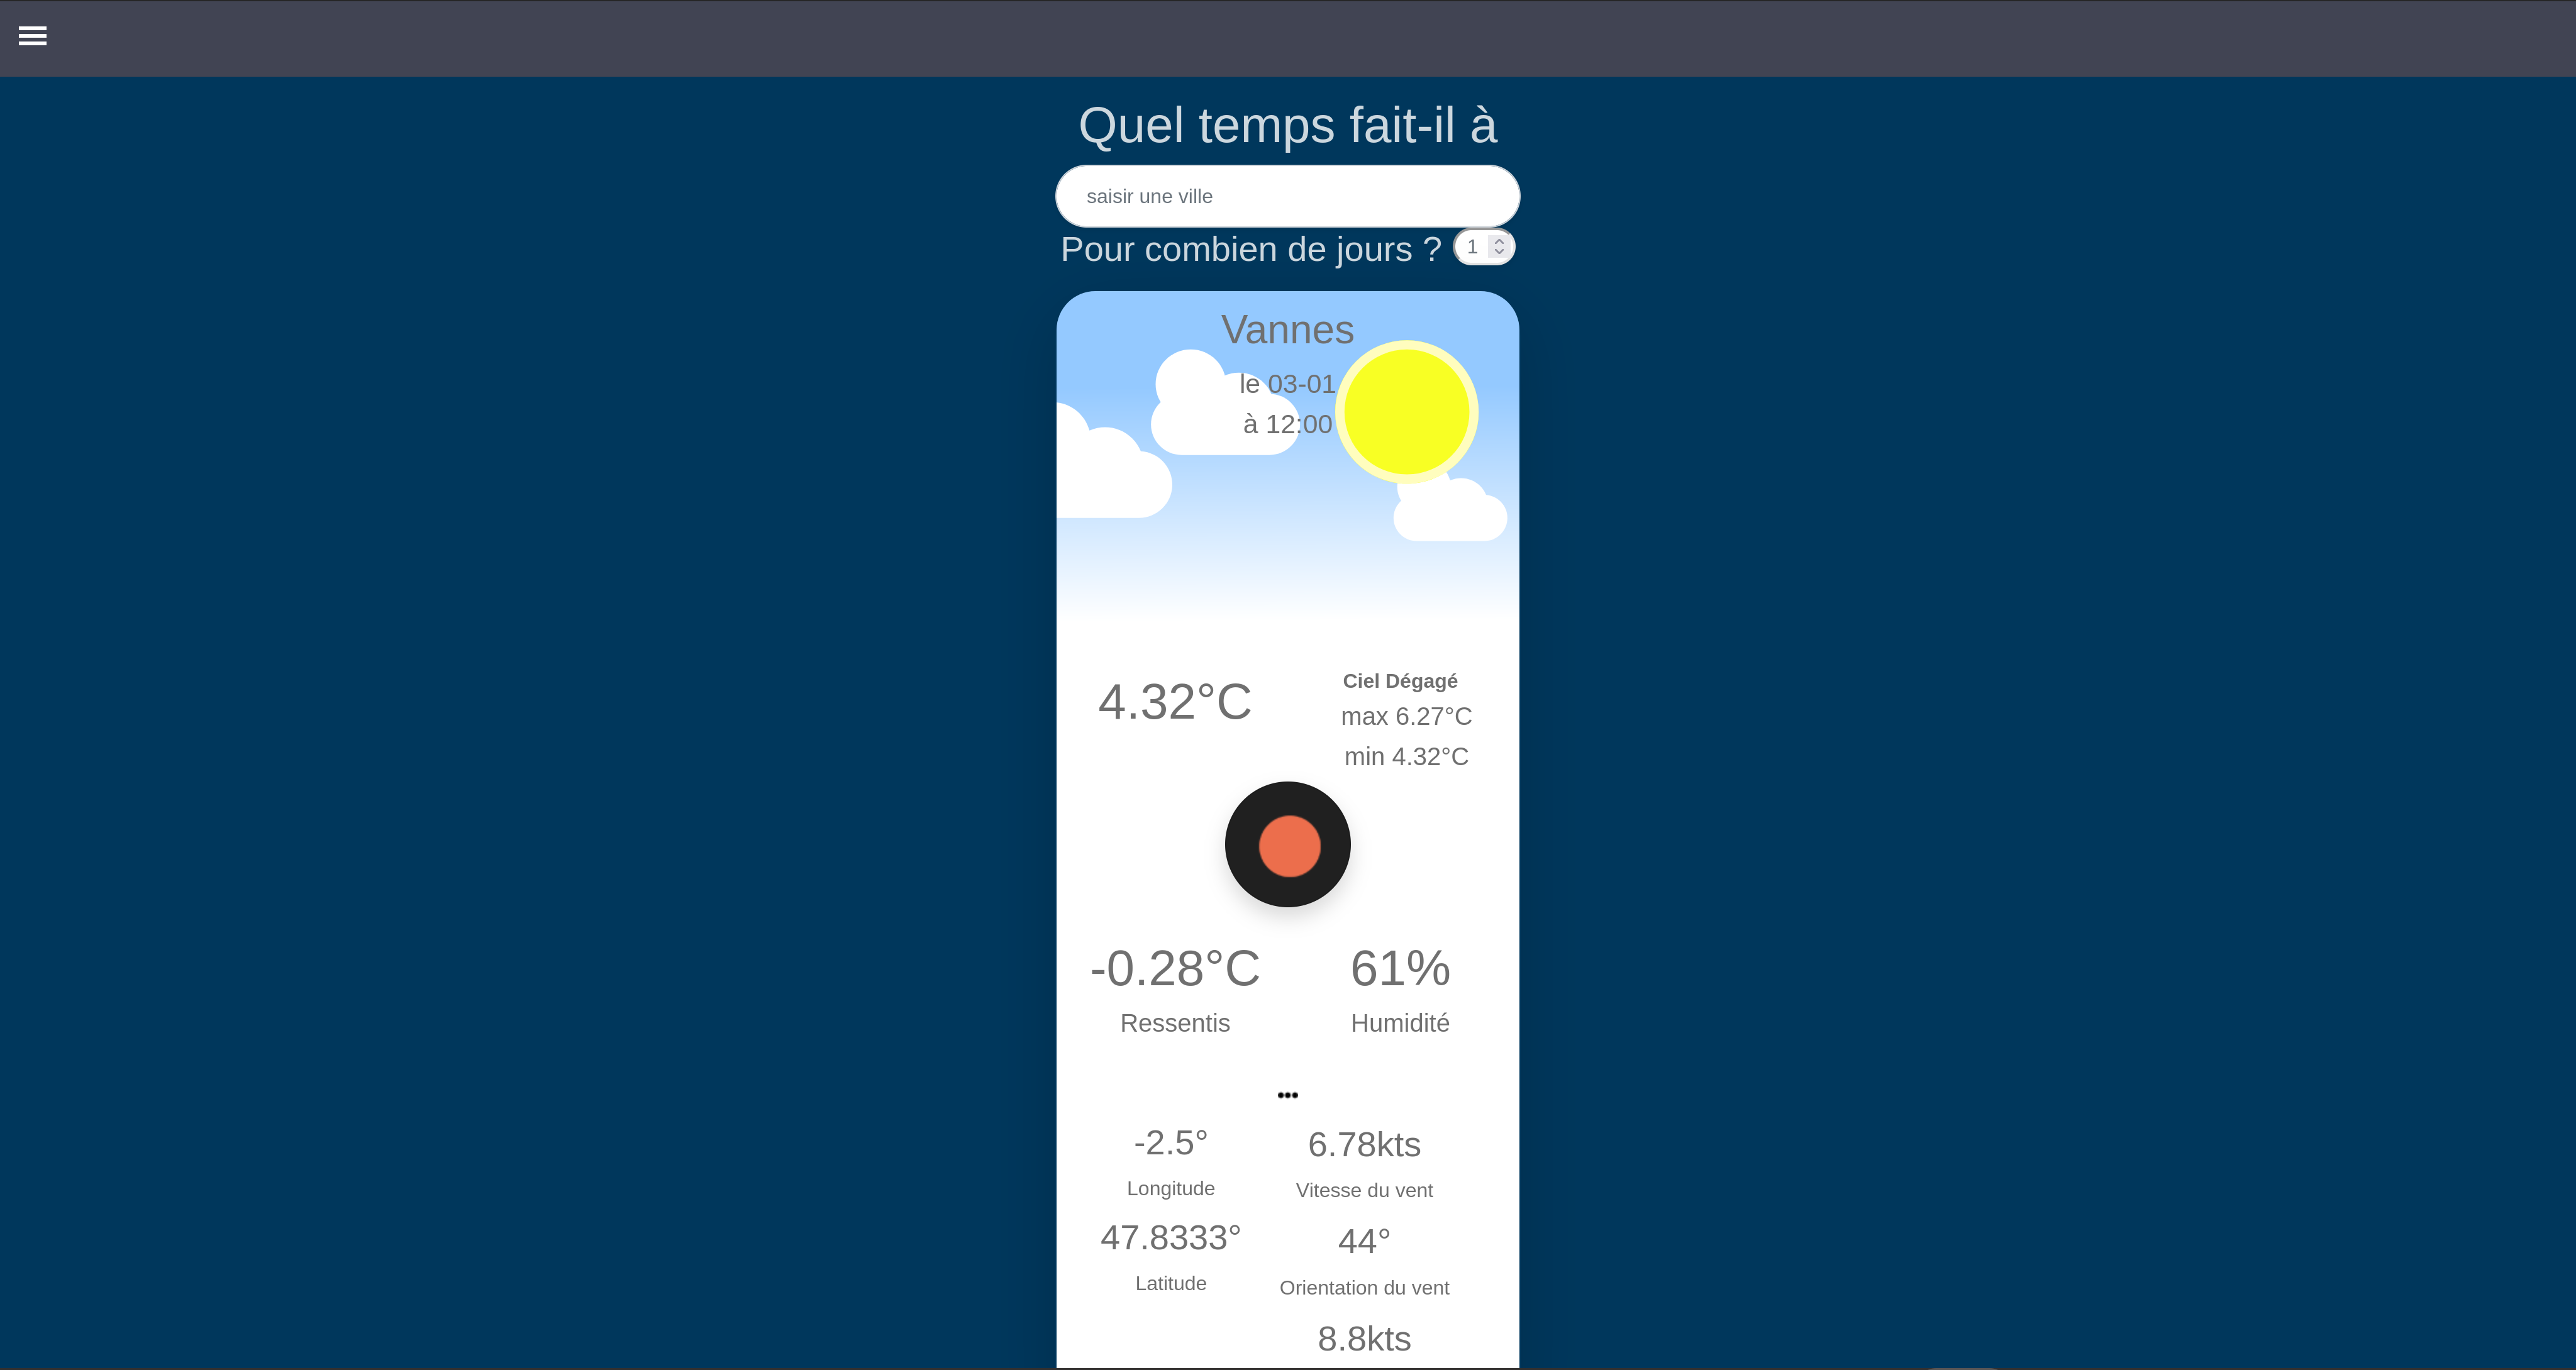 Quel temps fait-il à
saisir une ville
Pour combien de jours ? 1
Vannes
le 03-01
à 12:00
4.32°C
Ciel Dégagé
max 6.27°C
min 4.32°C
-0.28°C
Ressentis
61%
Humidité
-2.5°
Longitude
47.8333°
Latitude
6.78kts
Vitesse du vent
44°
Orientation du vent
8.8kts